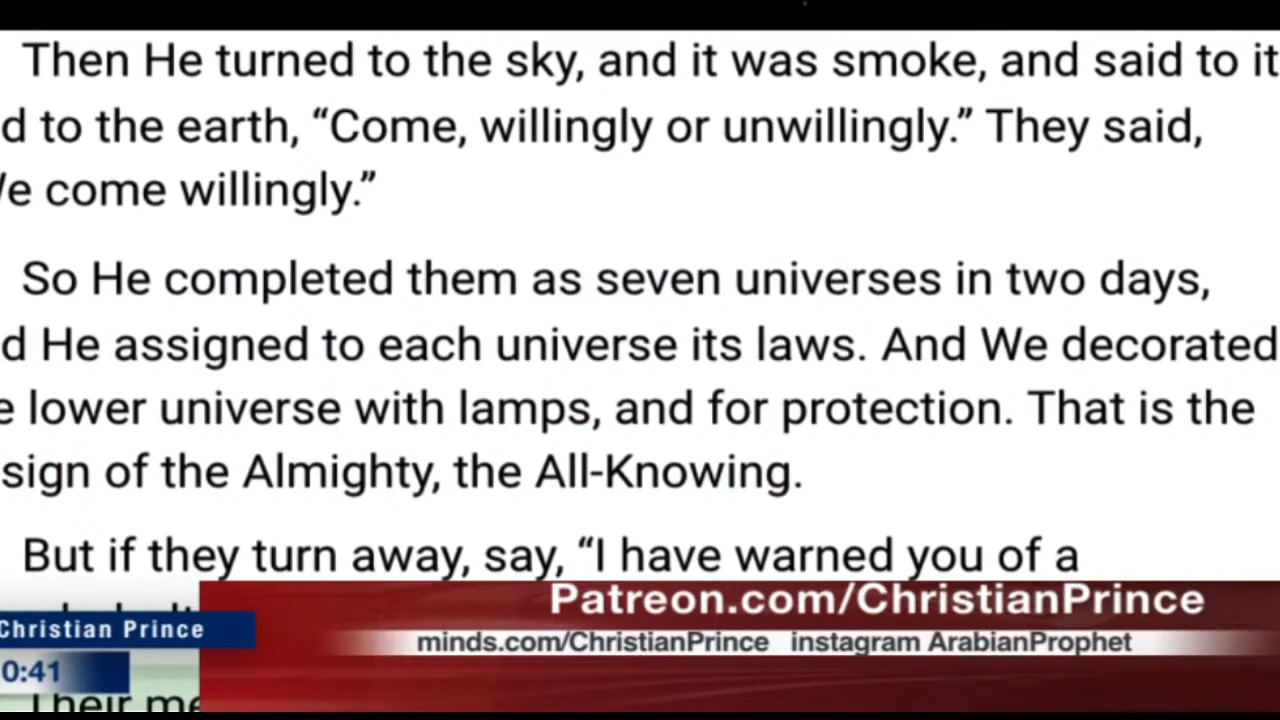 Then He turned to the sky, and it was smoke, and said to it
d to the earth, “Come, willingly or unwillingly.” They said,
e come willingly.”
So He completed them as seven universes in two days,
d He assigned to each universe its laws. And We decorated
e lower universe with lamps, and for protection. That is the
sign of the Almighty, the All-Knowing.
But if they turn away, say, “I have warned you of a
Patreon.com/ChristianPrince
Christian Prince
minds.com/ChristianPrince instagram ArabianProphet
0:41
Their me